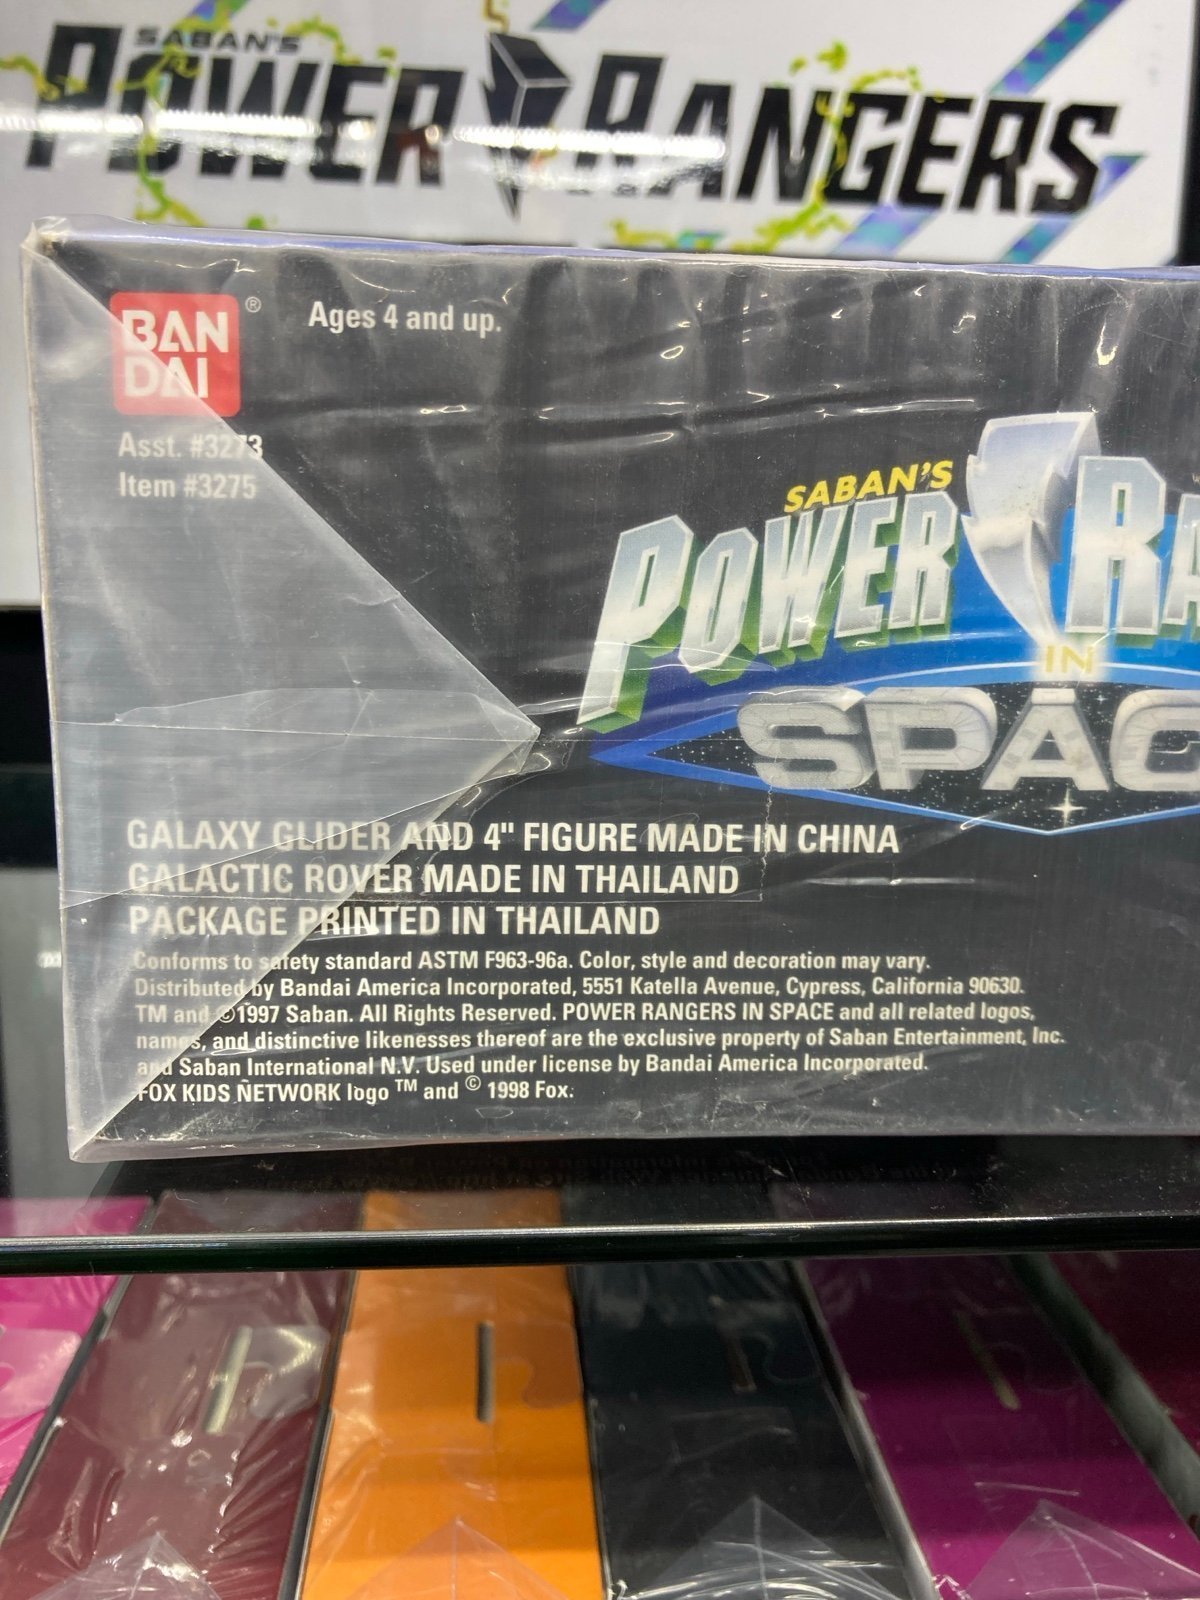 SABAN'S
POWER RANGERS
BAN
DAI ®
Ages 4 and up.
Asst. #3273
Item #3275
SABAN'S
POWER RA
IN
SPAC
GALAXY GLIDER AND 4" FIGURE MADE IN CHINA
GALACTIC ROVER MADE IN THAILAND
PACKAGE PRINTED IN THAILAND
Conforms to safety standard ASTM F963-96a. Color, style and decoration may vary.
Distributed by Bandai America Incorporated, 5551 Katella Avenue, Cypress, California 90630.
TM and ©1997 Saban. All Rights Reserved. POWER RANGERS IN SPACE and all related logos,
names, and distinctive likenesses thereof are the exclusive property of Saban Entertainment, Inc.
and Saban International N.V. Used under license by Bandai America Incorporated.
FOX KIDS NETWORK logo ™ and © 1998 Fox.